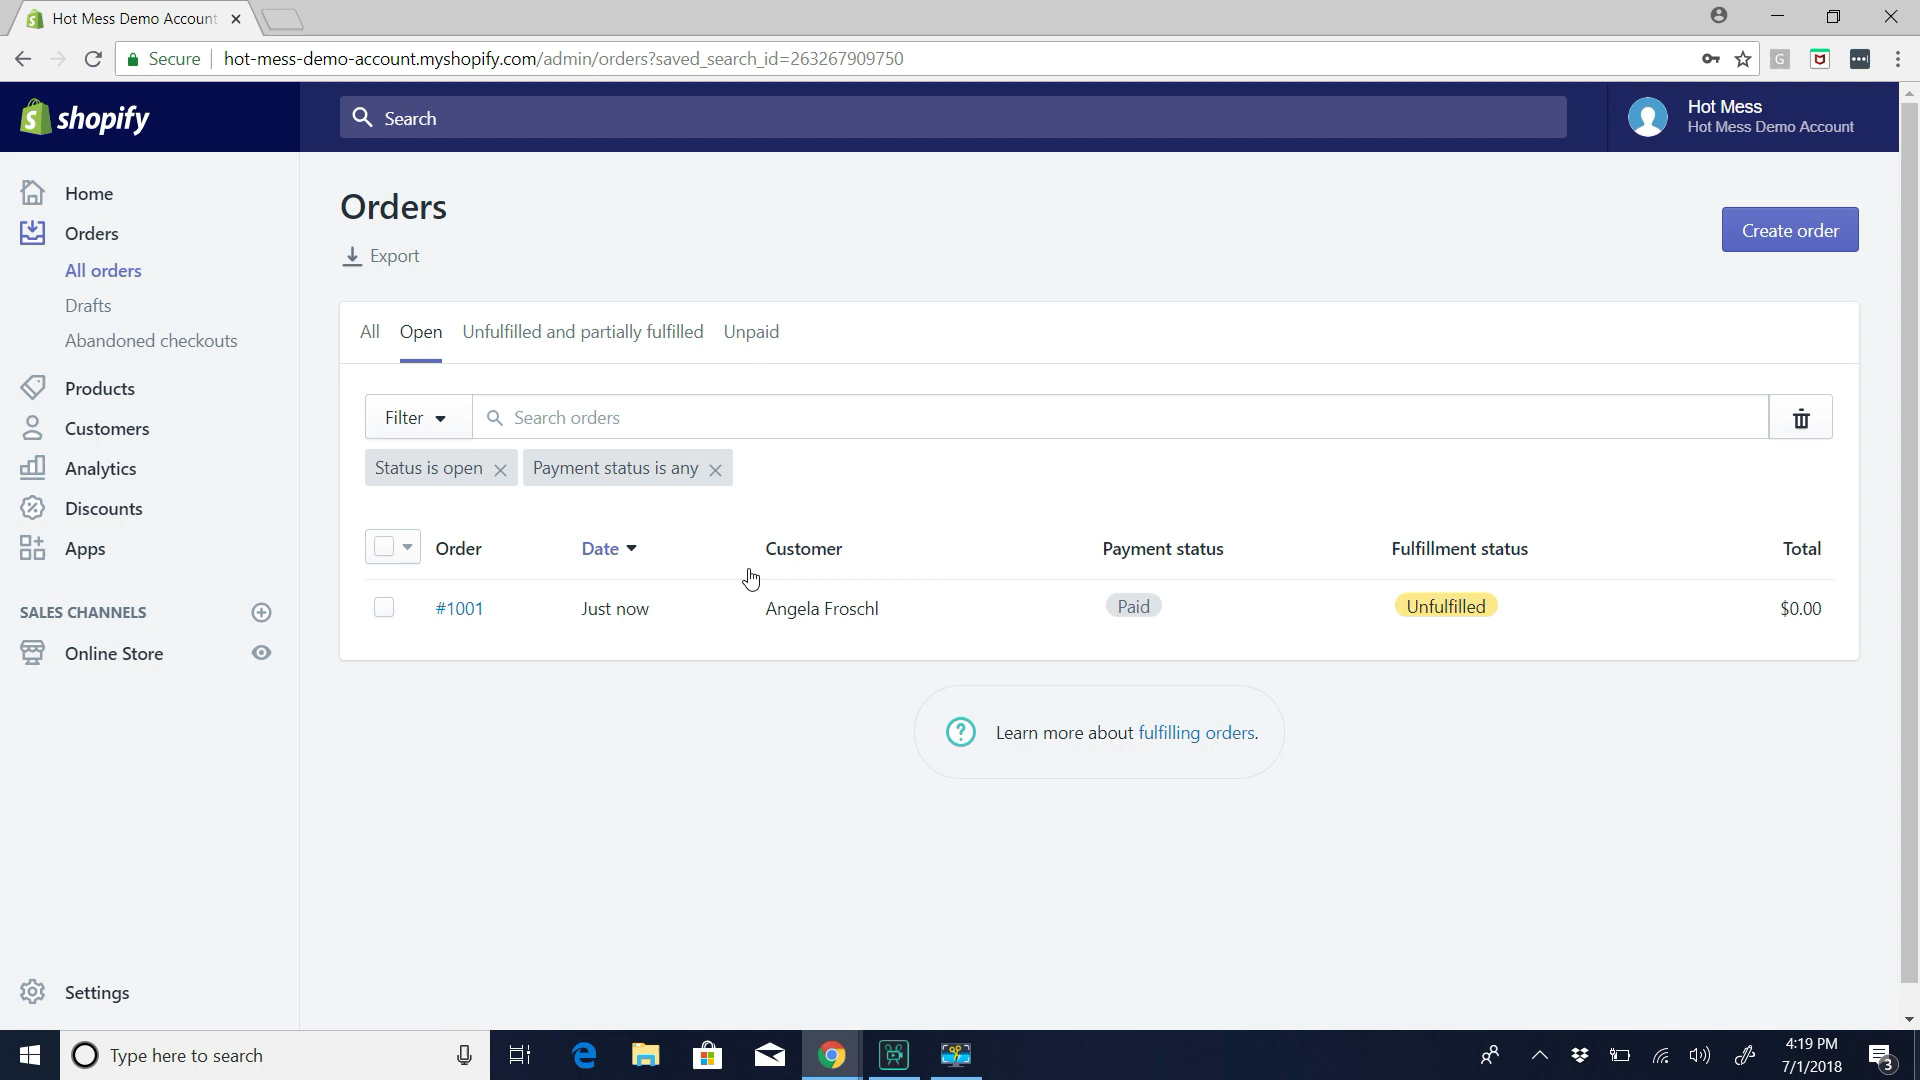 Hot Mess Demo Account
Secure hot-mess-demo-account.myshopify.com/admin/orders?saved_search_id=263267909750
G
shopify
Search
Hot Mess
Hot Mess Demo Account
Home
Orders
All orders
Drafts
Abandoned checkouts
Products
Customers
Analytics
Discounts
Apps
SALES CHANNELS
Online Store
Settings
Orders
Export
Create order
All Open Unfulfilled and partially fulfilled Unpaid
Filter Search orders
Status is open Payment status is any
Order Date Customer Payment status Fulfillment status Total
#1001 Just now Angela Froschl Paid Unfulfilled $0.00
? Learn more about fulfilling orders.
Type here to search
4:19 PM
7/1/2018
3